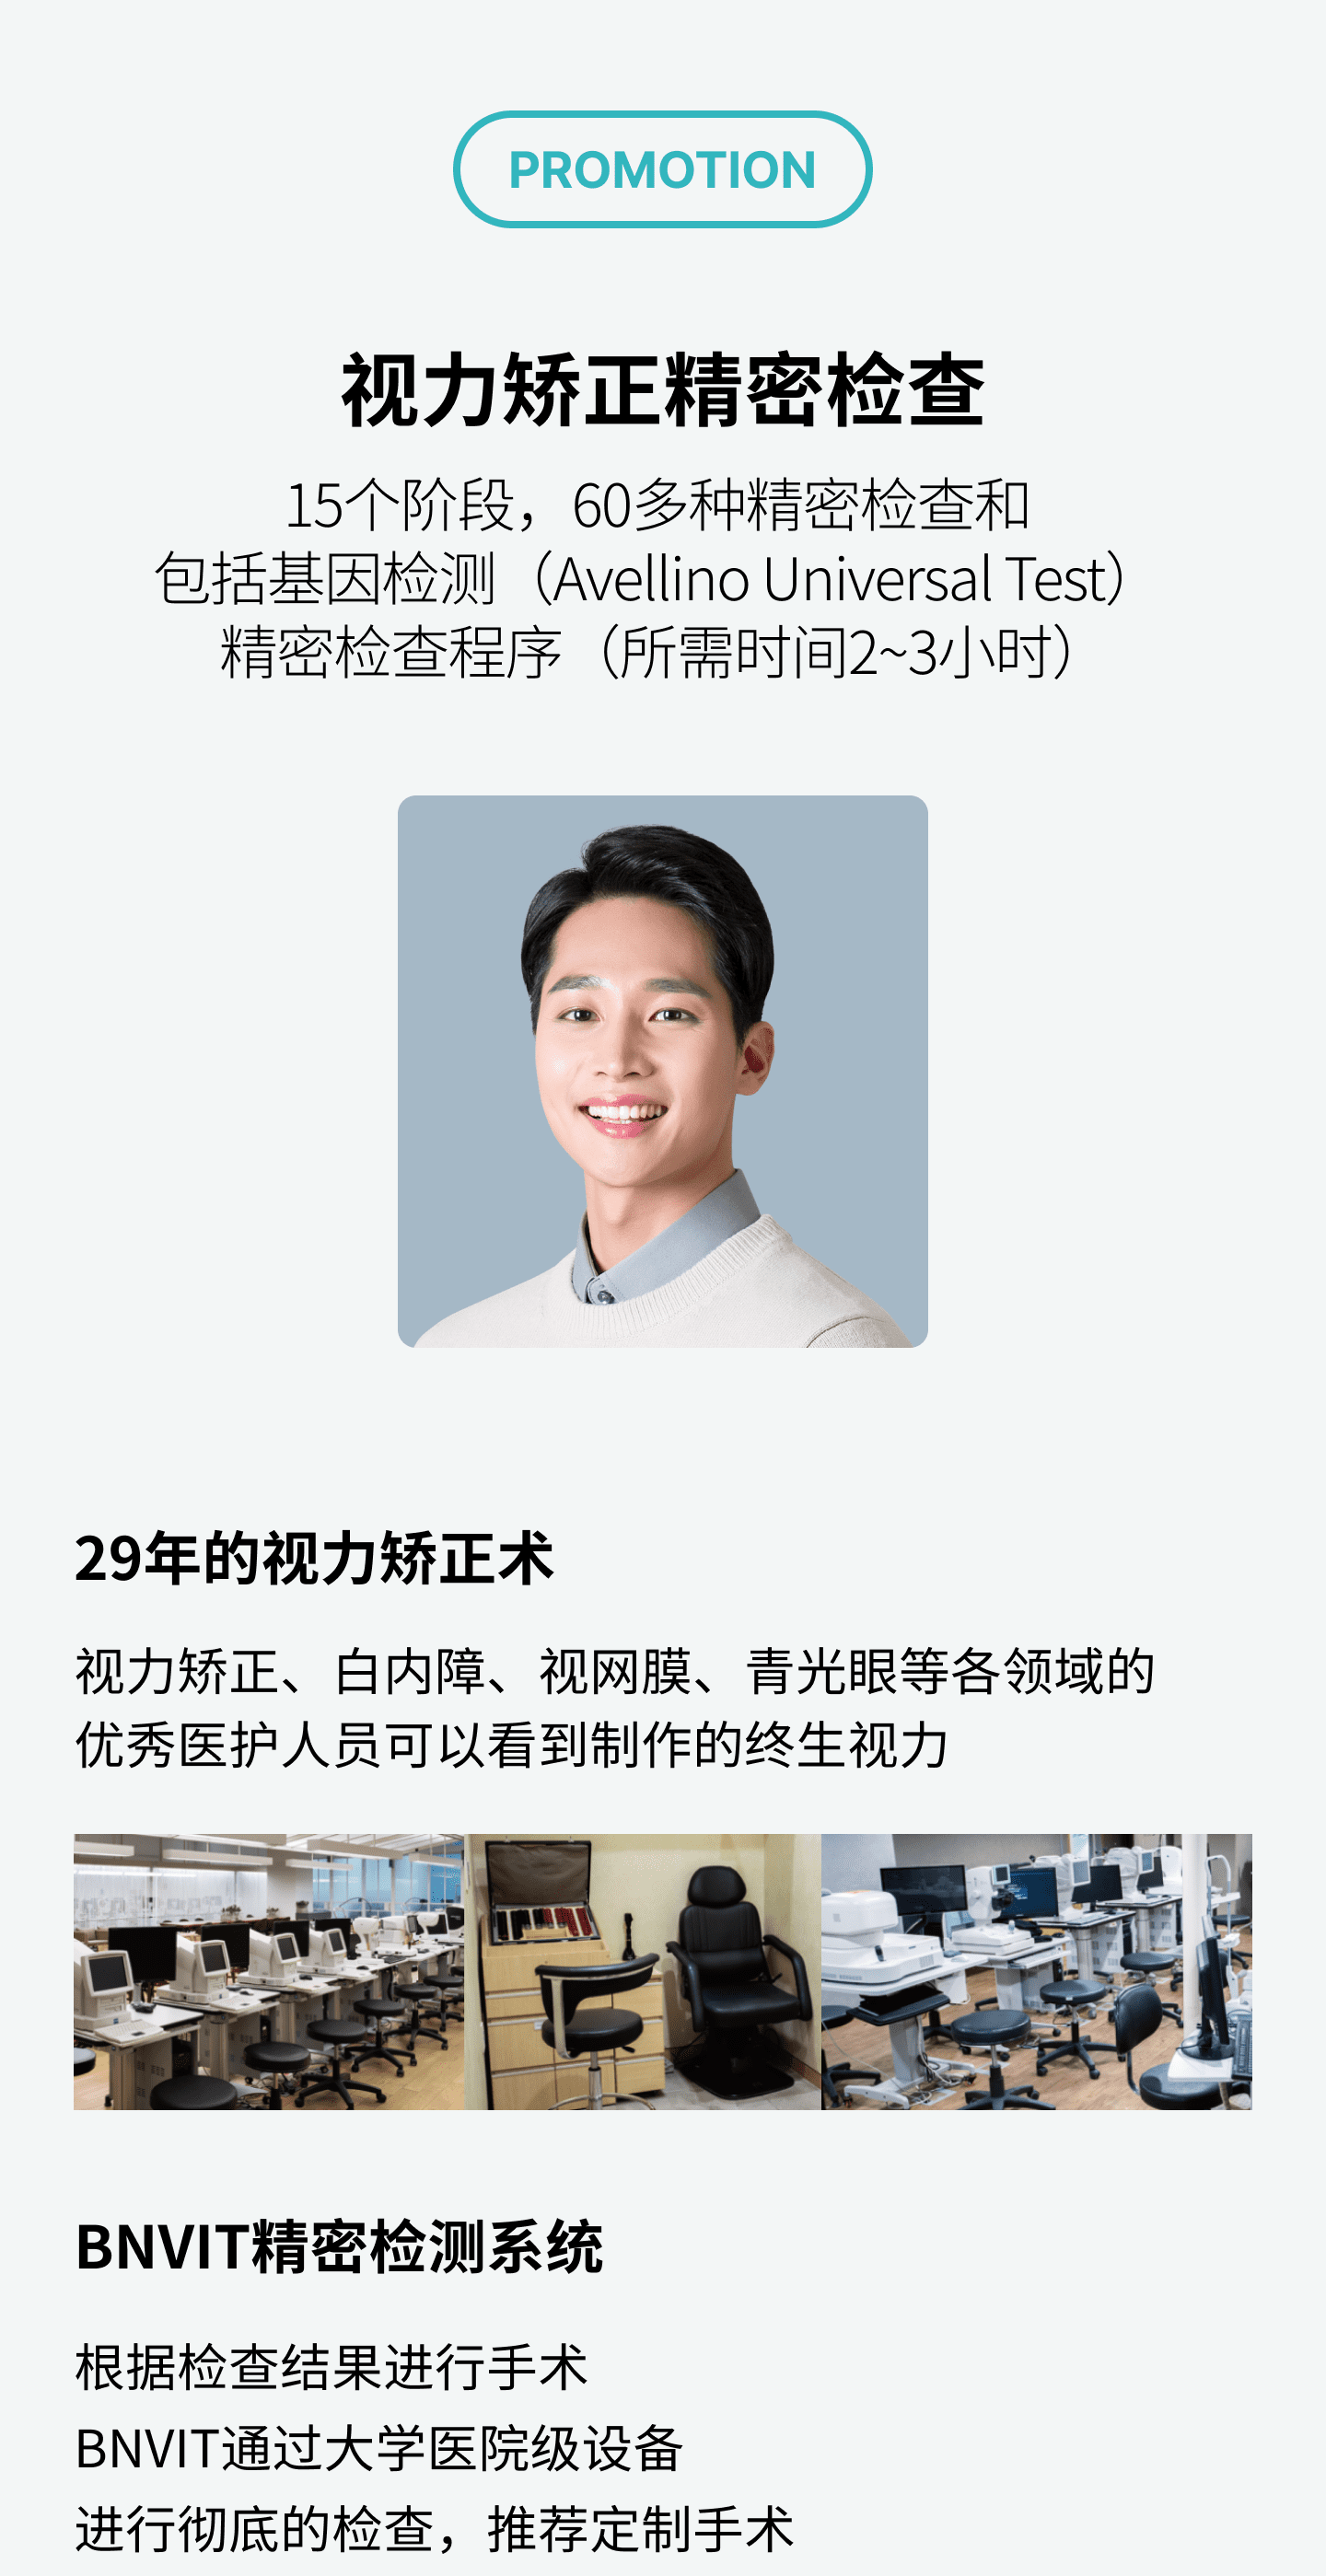 PROMOTION
视力矫正精密检查
15个阶段，60多种精密检查和
包括基因检测（Avellino Universal Test）
精密检查程序（所需时间2~3小时）
29年的视力矫正术
视力矫正、白内障、视网膜、青光眼等各领域的
优秀医护人员可以看到制作的终生视力
BNVIT精密检测系统
根据检查结果进行手术
BNVIT通过大学医院级设备
进行彻底的检查，推荐定制手术